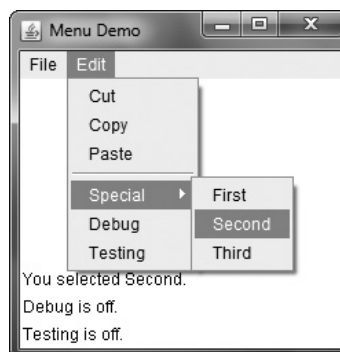 Menu Demo
File Edit
Cut
Copy
Paste
Special
First
Debug
Second
Testing
Third
You selected Second.
Debug is off.
Testing is off.